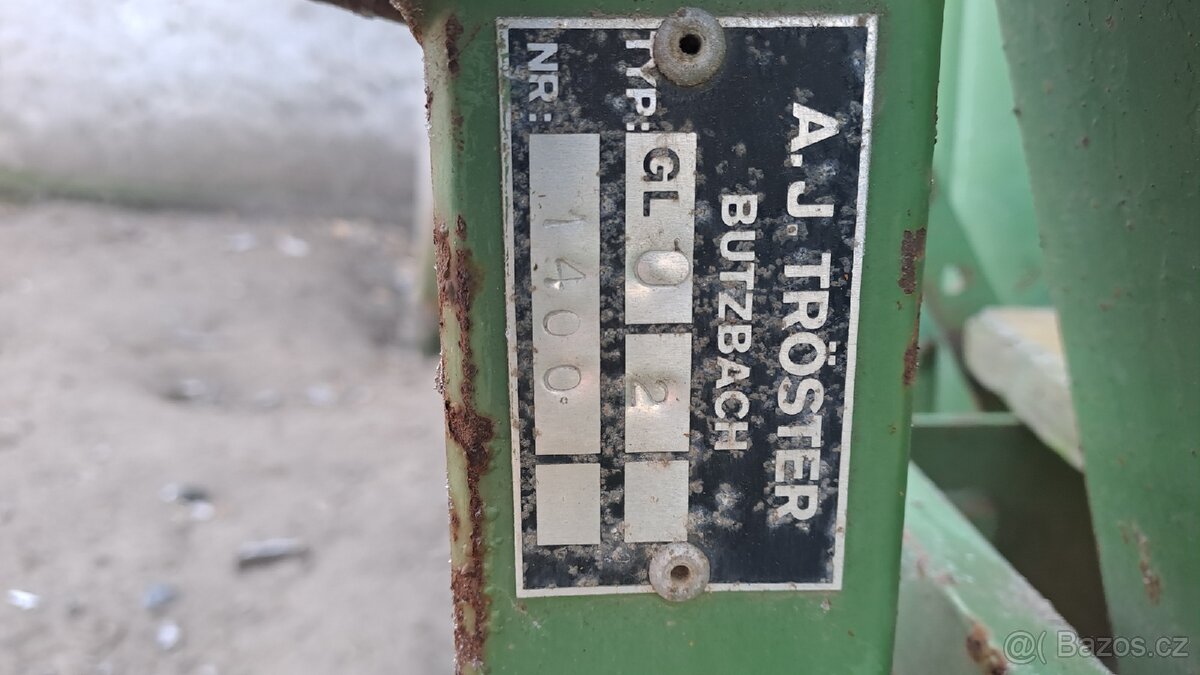 A. J. TRÖSTER
BUTZBACH
TYP: GL 0 2
NR: 1400
@( Bazos.cz